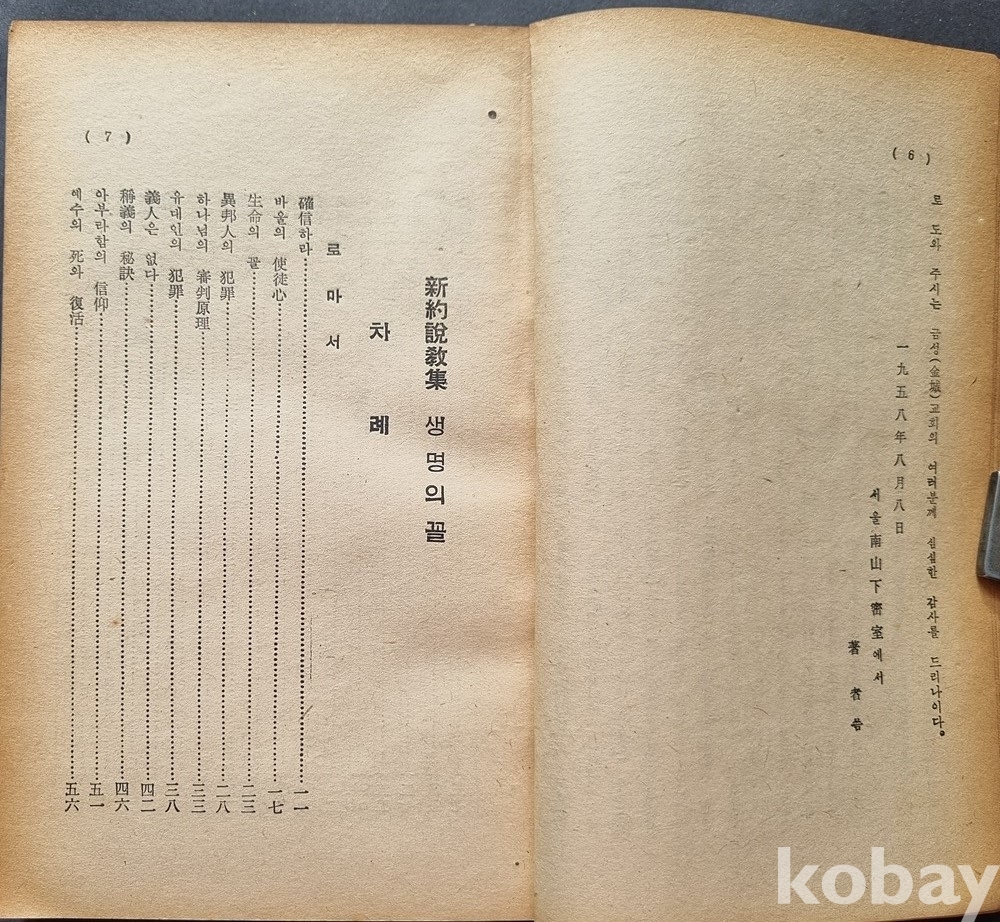 ( 6 )
로 도와 주시는 금성(金城)교회의 여러분께 심심한 감사를 드리나이다。
一九五八年八月八日
서울南山下密室에서
著者 씀
( 7 )
新約說敎集 생명의 꼴
차례
로마서
確信하라……一一
바울의 使徒心……一七
生命의 꼴……二三
異邦人의 犯罪……二八
하나님의 審判原理……三三
유대인의 犯罪……三八
義人은 없다……四二
稱義의 秘訣……四六
아부라함의 信仰……五一
예수의 死와 復活……五六
kobay